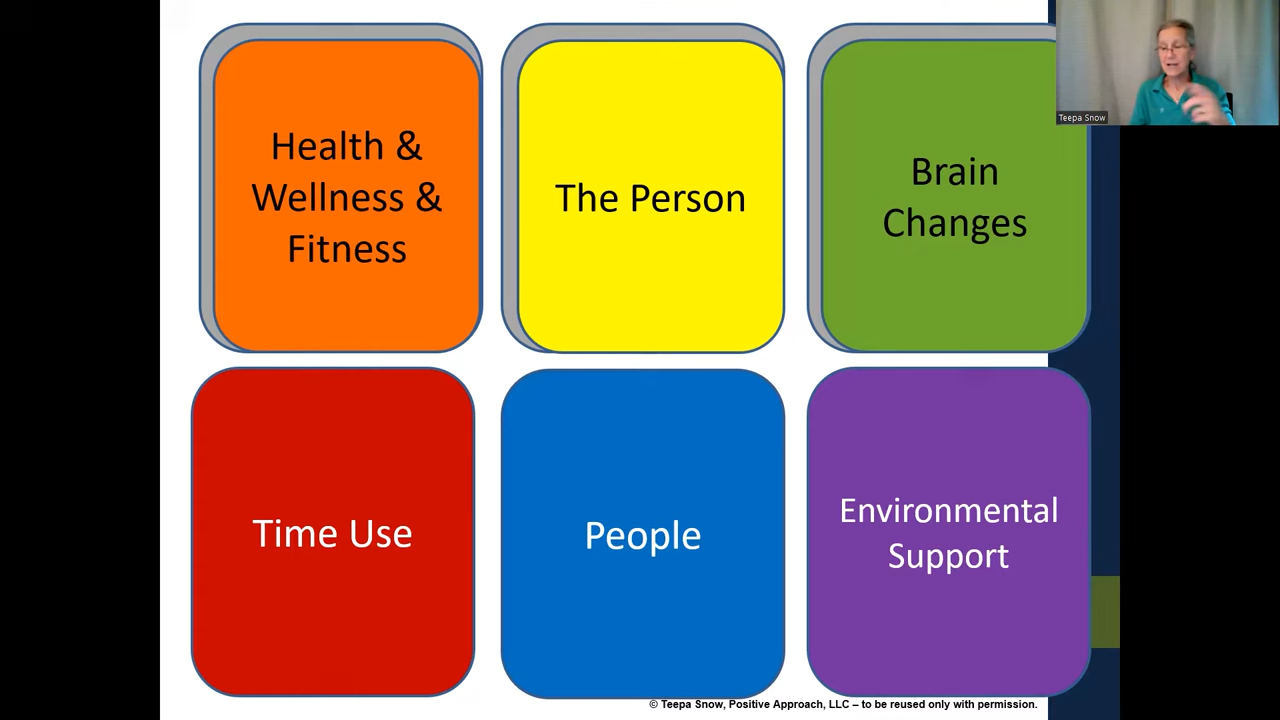 Health &
Wellness &
Fitness
The Person
Brain
Changes
Teepa Snow
Time Use
People
Environmental
Support
© Teepa Snow, Positive Approach, LLC – to be reused only with permission.